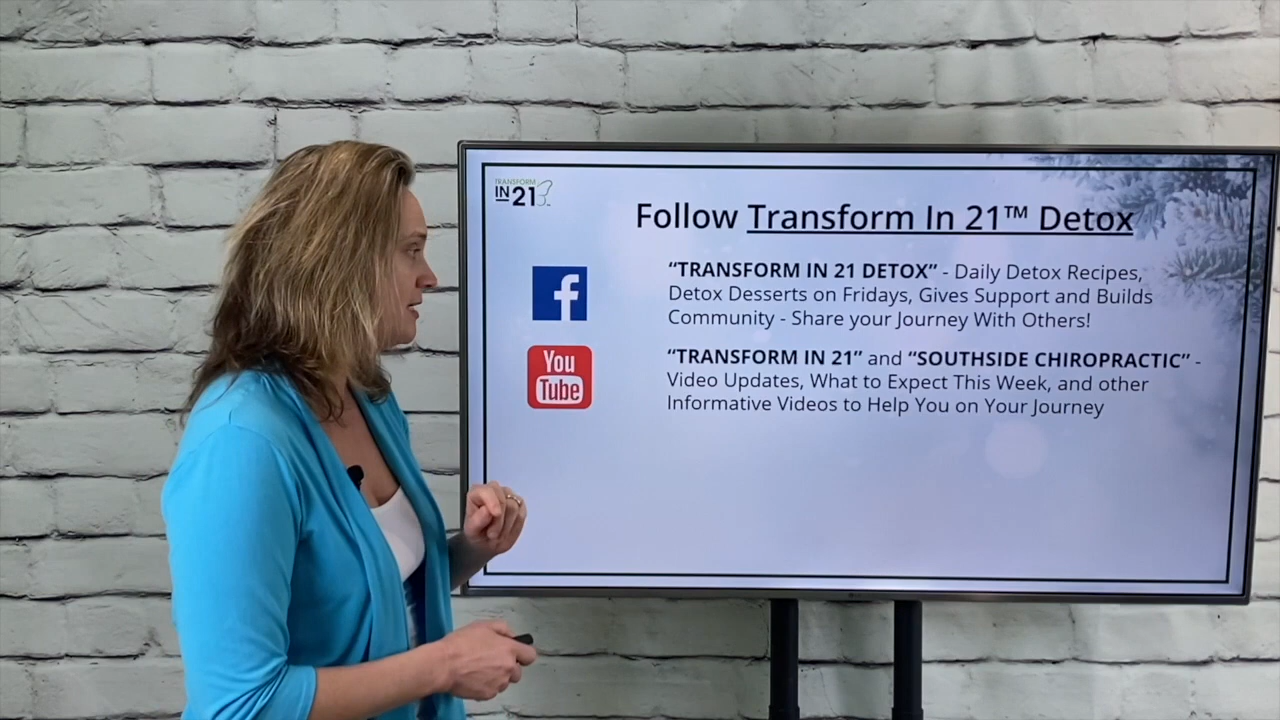 TRANSFORM
IN 21
Follow Transform In 21™ Detox
“TRANSFORM IN 21 DETOX” - Daily Detox Recipes,
Detox Desserts on Fridays, Gives Support and Builds
Community - Share your Journey With Others!
You
Tube
“TRANSFORM IN 21” and “SOUTHSIDE CHIROPRACTIC” -
Video Updates, What to Expect This Week, and other
Informative Videos to Help You on Your Journey